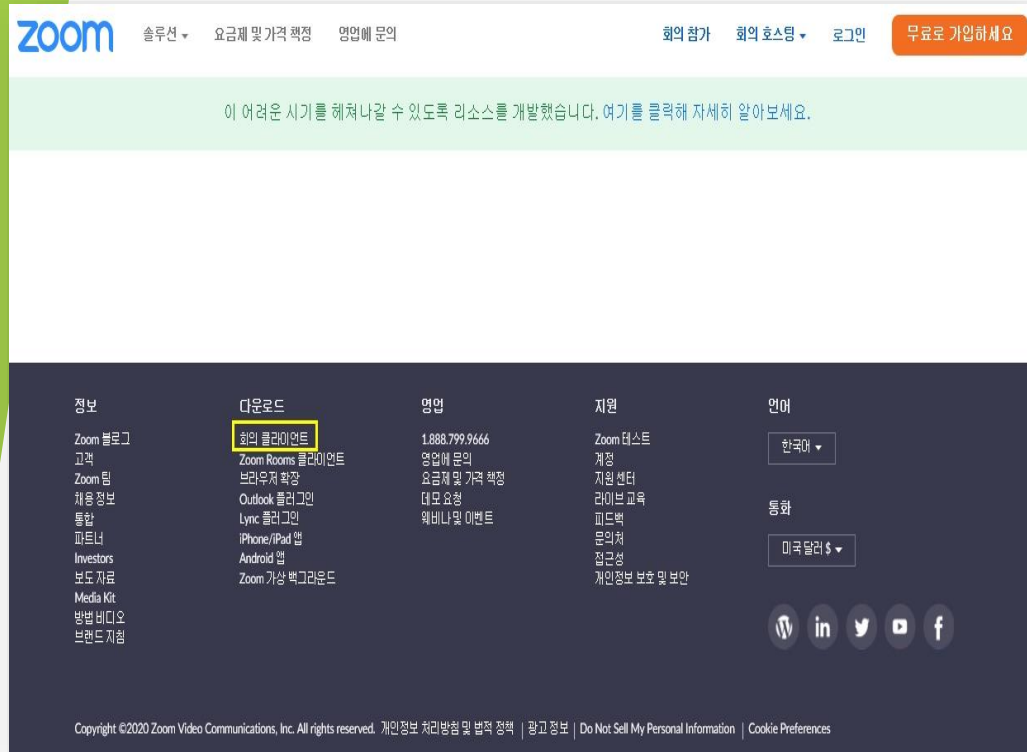 zoom 솔루션 요금제 및 가격 책정 영업에 문의 회의 참가 회의 호스팅 로그인 무료로 가입하세요
이 어려운 시기를 헤쳐나갈 수 있도록 리소스를 개발했습니다. 여기를 클릭해 자세히 알아보세요.
정보
Zoom 블로그
고객
Zoom 팀
채용 정보
통합
파트너
Investors
보도 자료
Media Kit
방법 비디오
브랜드 지침
다운로드
회의 클라이언트
Zoom Rooms 클라이언트
브라우저 확장
Outlook 플러그인
Lync 플러그인
iPhone/iPad 앱
Android 앱
Zoom 가상 백그라운드
영업
1.888.799.9666
영업에 문의
요금제 및 가격 책정
데모 요청
웨비나 및 이벤트
지원
Zoom 테스트
계정
지원 센터
라이브 교육
피드백
문의처
접근성
개인정보 보호 및 보안
언어
한국어
통화
미국 달러 $
in f
Copyright ©2020 Zoom Video Communications, Inc. All rights reserved. 개인정보 처리방침 및 법적 정책 | 광고 정보 | Do Not Sell My Personal Information | Cookie Preferences